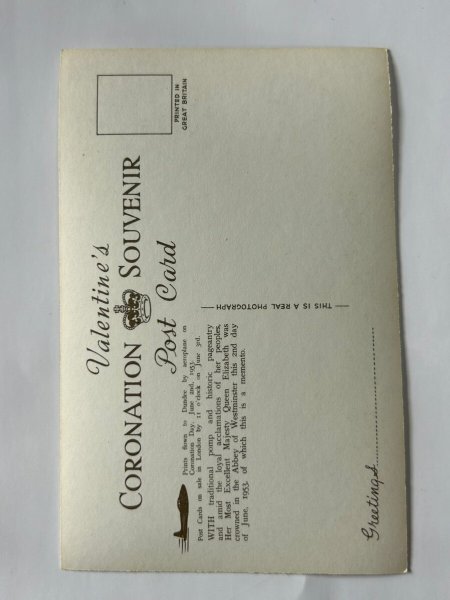 Valentine's
CORONATION SOUVENIR
Post Card
PRINTED IN
GREAT BRITAIN
Prints flown to Dundee by aeroplane on
Coronation Day, June 2nd, 1953.
Post Cards on sale in London by 11 o'clock on June 3rd.
WITH traditional pomp and historic pageantry
and amid the loyal acclamations of her peoples,
Her Most Excellent Majesty Queen Elizabeth was
crowned in the Abbey of Westminster this 2nd day
of June, 1953, of which this is a memento.
THIS IS A REAL PHOTOGRAPH
Greetings